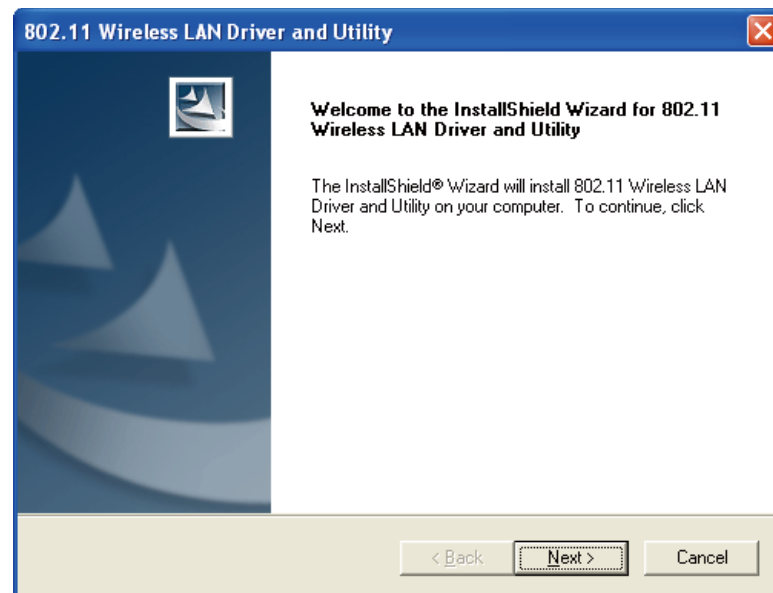 802.11 Wireless LAN Driver and Utility
Welcome to the InstallShield Wizard for 802.11
Wireless LAN Driver and Utility
The InstallShield® Wizard will install 802.11 Wireless LAN
Driver and Utility on your computer. To continue, click
Next.
< Back
Next >
Cancel